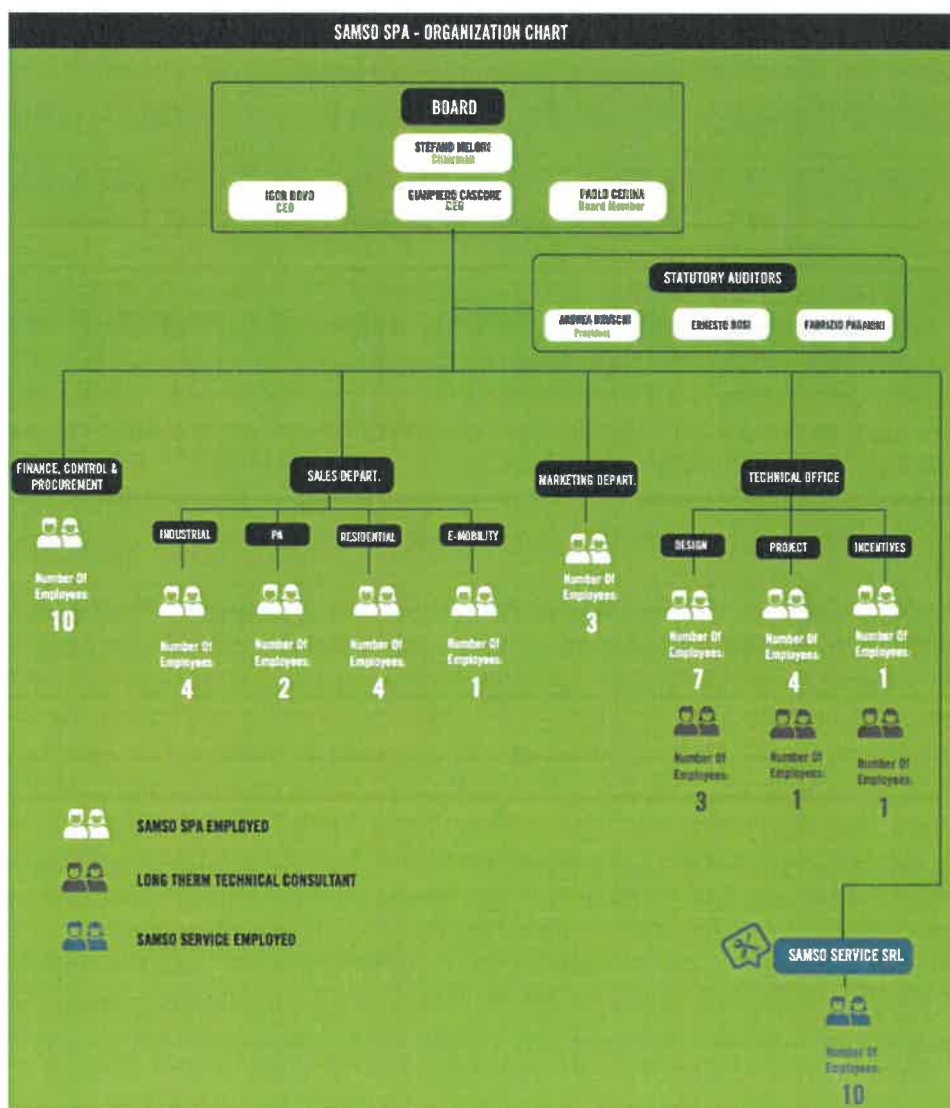 SAMSO SPA - ORGANIZATION CHART
BOARD
STEFANO MELONI
Chairman
IGOR BOVO
CEO
GIANPIERO CASCONE
CEO
PAOLO CERINA
Board Member
STATUTORY AUDITORS
ANDREA
President
ERNESTO BOSI
FABRIZIO
FINANCE, CONTROL &
PROCUREMENT
Number Of
Employees:
10
SALES DEPART.
INDUSTRIAL
Number Of
Employees:
4
PA
Number Of
Employees:
2
RESIDENTIAL
Number Of
Employees:
4
E-MOBILITY
Number Of
Employees:
1
MARKETING DEPART.
Number Of
Employees:
3
TECHNICAL OFFICE
DESIGN
Number Of
Employees:
7
Number Of
Employees:
3
PROJECT
Number Of
Employees:
4
Number Of
Employees:
1
INCENTIVES
Number Of
Employees:
1
Number Of
Employees:
1
SAMSO SPA EMPLOYED
LONG THERM TECHNICAL CONSULTANT
SAMSO SERVICE EMPLOYED
SAMSO SERVICE SRL
Number Of
Employees:
10